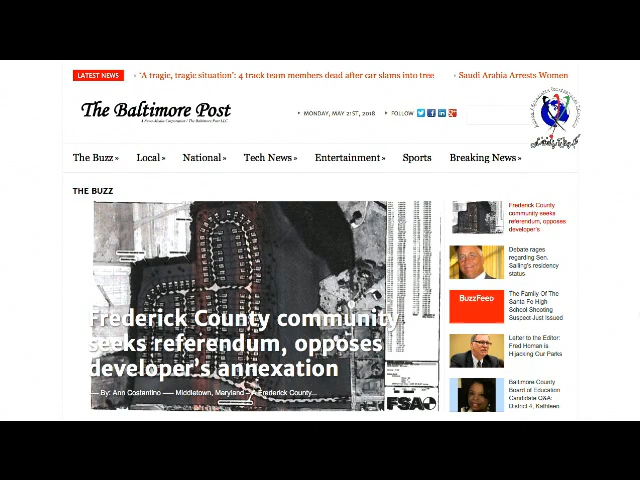 LATEST NEWS
‘A tragic, tragic situation’: 4 track team members dead after car slams into tree
Saudi Arabia Arrests Women
The Baltimore Post
MONDAY, MAY 21ST, 2018
FOLLOW
The Buzz »
Local »
National »
Tech News »
Entertainment »
Sports
Breaking News »
THE BUZZ
Frederick County community
seeks referendum, opposes
developer's annexation
— By: Ann Costantino —– Middletown, Maryland – A Frederick County...
FSA
Frederick County
community seeks
referendum, opposes
developer's
Debate rages
regarding Sen.
Salling's residency
status
BuzzFeed
The Family Of The
Santa Fe High
School Shooting
Suspect Just Issued
Letter to the Editor:
Fred Homan is
Hijacking Our Parks
Baltimore County
Board of Education
Candidate Q&A:
District 4, Kathleen